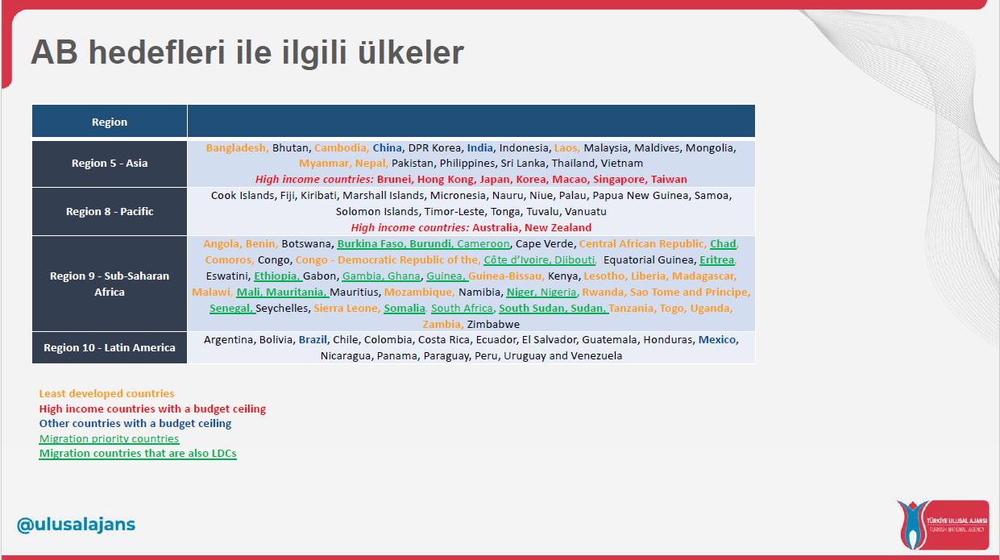 AB hedefleri ile ilgili ülkeler
Region
Region 5 - Asia
Bangladesh, Bhutan, Cambodia, China, DPR Korea, India, Indonesia, Laos, Malaysia, Maldives, Mongolia,
Myanmar, Nepal, Pakistan, Philippines, Sri Lanka, Thailand, Vietnam
High income countries: Brunei, Hong Kong, Japan, Korea, Macao, Singapore, Taiwan
Region 8 - Pacific
Cook Islands, Fiji, Kiribati, Marshall Islands, Micronesia, Nauru, Niue, Palau, Papua New Guinea, Samoa,
Solomon Islands, Timor-Leste, Tonga, Tuvalu, Vanuatu
High income countries: Australia, New Zealand
Region 9 - Sub-Saharan
Africa
Angola, Benin, Botswana, Burkina Faso, Burundi, Cameroon, Cape Verde, Central African Republic, Chad,
Comoros, Congo, Congo - Democratic Republic of the, Côte d’Ivoire, Djibouti, Equatorial Guinea, Eritrea,
Eswatini, Ethiopia, Gabon, Gambia, Ghana, Guinea, Guinea-Bissau, Kenya, Lesotho, Liberia, Madagascar,
Malawi, Mali, Mauritania, Mauritius, Mozambique, Namibia, Niger, Nigeria, Rwanda, Sao Tome and Principe,
Senegal, Seychelles, Sierra Leone, Somalia, South Africa, South Sudan, Sudan, Tanzania, Togo, Uganda,
Zambia, Zimbabwe
Region 10 - Latin America
Argentina, Bolivia, Brazil, Chile, Colombia, Costa Rica, Ecuador, El Salvador, Guatemala, Honduras, Mexico,
Nicaragua, Panama, Paraguay, Peru, Uruguay and Venezuela
Least developed countries
High income countries with a budget ceiling
Other countries with a budget ceiling
Migration priority countries
Migration countries that are also LDCs
@ulusalajans
TÜRKİYE ULUSAL AJANSI
TURKISH NATIONAL AGENCY